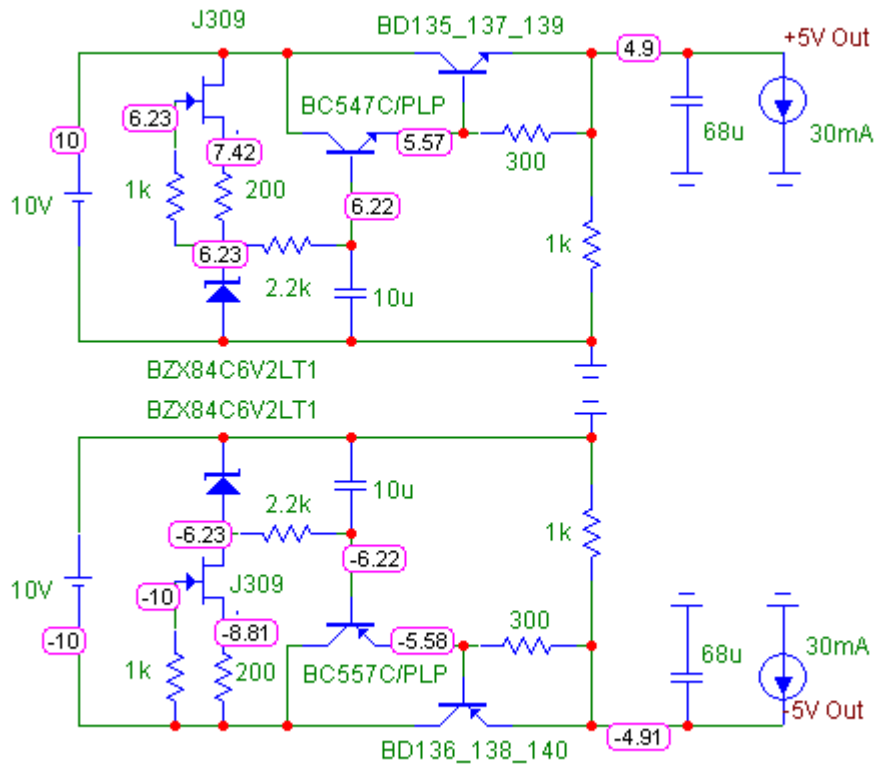 J309
BD135_137_139
+5V Out
4.9
BC547C/PLP
6.23
10
5.57
7.42
300
68u
30mA
1k
200
10V
6.22
6.23
1k
2.2k
10u
BZX84C6V2LT1
BZX84C6V2LT1
10u
2.2k
-6.23
1k
-6.22
10V
J309
-10
300
-10
-8.81
-5.58
68u
30mA
1k
200
BC557C/PLP
-5V Out
-4.91
BD136_138_140